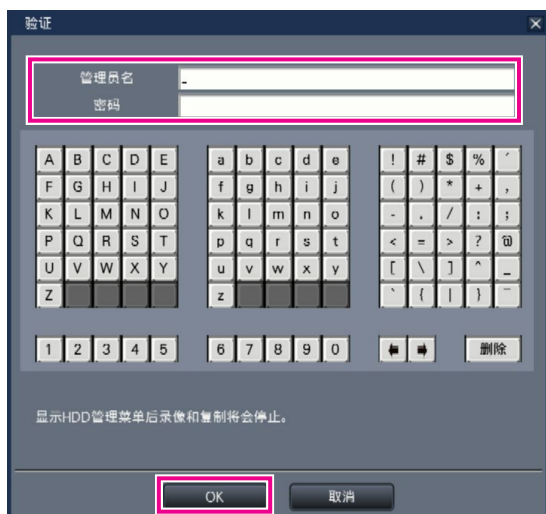 验证
管理员名 _
密码
A B C D E a b c d e ! # $ % ´
F G H I J f g h i j ( ) * + ,
K L M N O k l m n o - . / : ;
P Q R S T p q r s t < = > ? @
U V W X Y u v w x y [ \ ] ^ _
Z z ` { | } ¯
1 2 3 4 5 6 7 8 9 0 删除
显示HDD管理菜单后录像和复制将会停止。
OK 取消